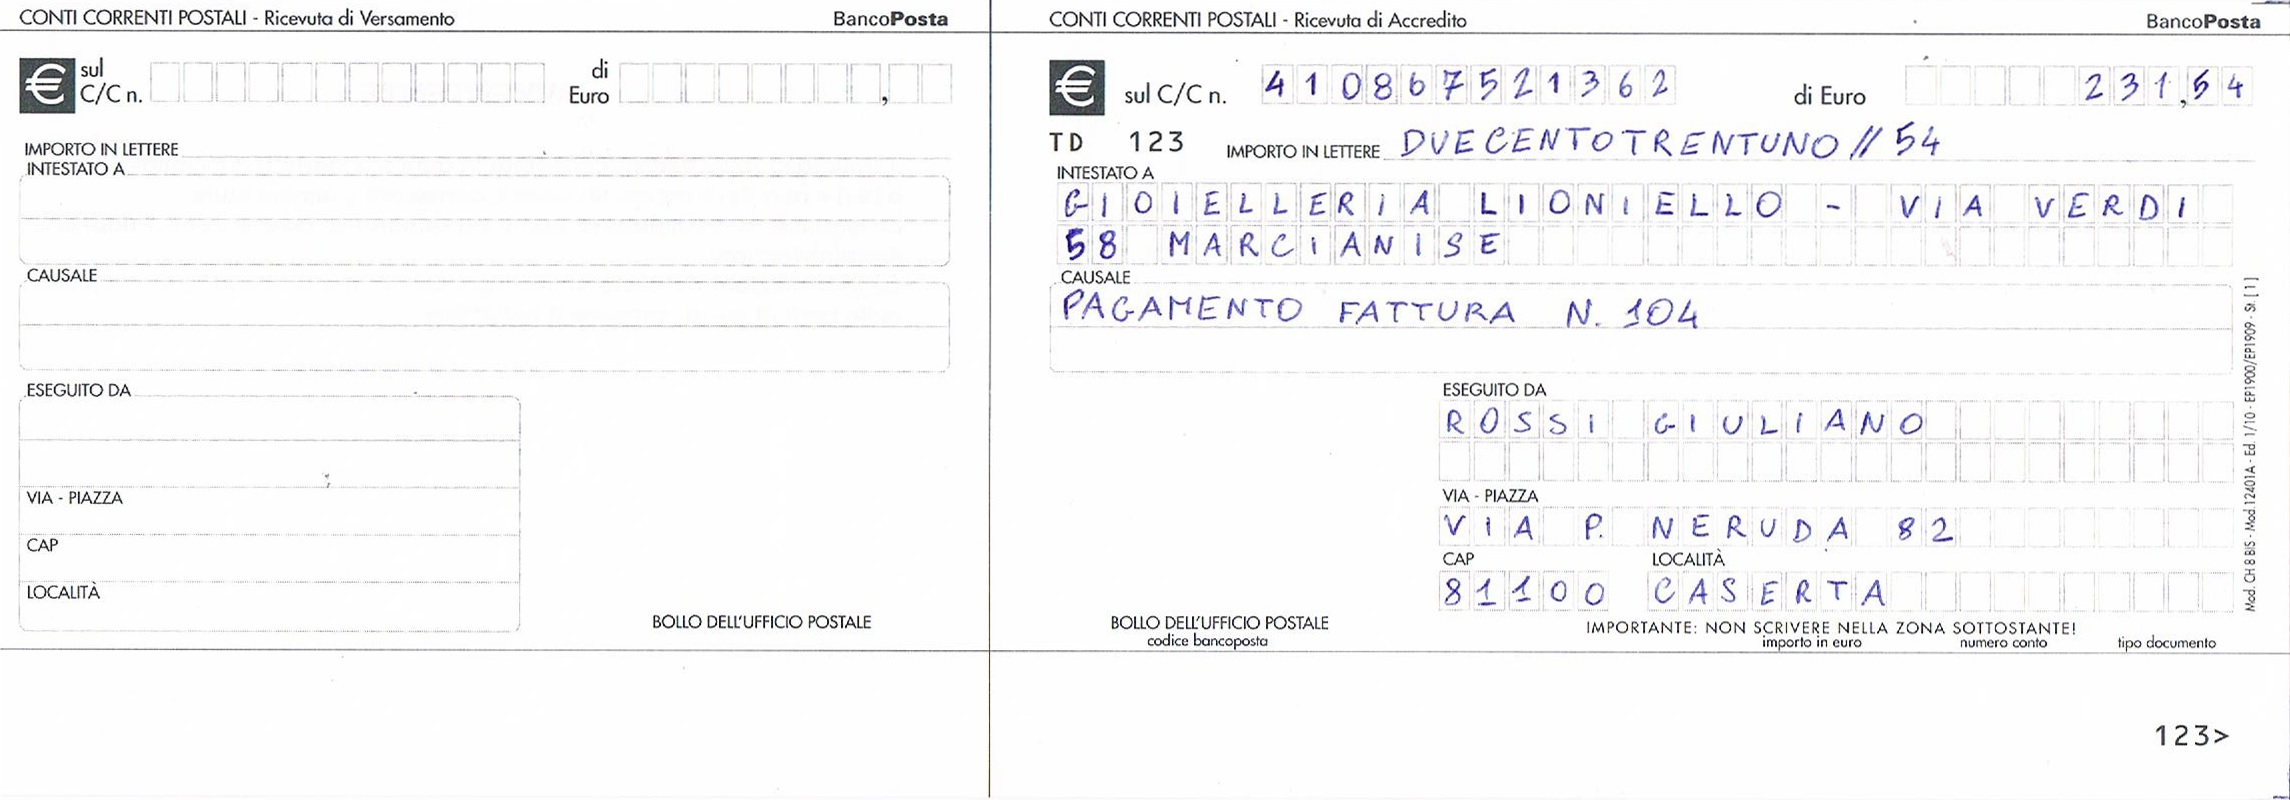 CONTI CORRENTI POSTALI - Ricevuta di Versamento BancoPosta
€ sul C/C n. di Euro ,
IMPORTO IN LETTERE
INTESTATO A
CAUSALE
ESEGUITO DA
VIA - PIAZZA
CAP
LOCALITÀ
BOLLO DELL'UFFICIO POSTALE
CONTI CORRENTI POSTALI - Ricevuta di Accredito BancoPosta
€ sul C/C n. 410867521362 di Euro 231,54
TD 123 IMPORTO IN LETTERE DUECENTOTRENTUNO // 54
INTESTATO A
GIOIELLERIA LIONIELLO - VIA VERDI
58 MARCIANISE
CAUSALE
PAGAMENTO FATTURA N. 104
ESEGUITO DA
ROSSI GIULIANO
VIA - PIAZZA
VIA P. NERUDA 82
CAP LOCALITÀ
81100 CASERTA
BOLLO DELL'UFFICIO POSTALE
codice bancoposta
IMPORTANTE: NON SCRIVERE NELLA ZONA SOTTOSTANTE!
importo in euro numero conto tipo documento
Mod. CH 8 BIS - Mod.12401A - Ed. 1/10 - EP1900/EP1909 - St. [1]
123>